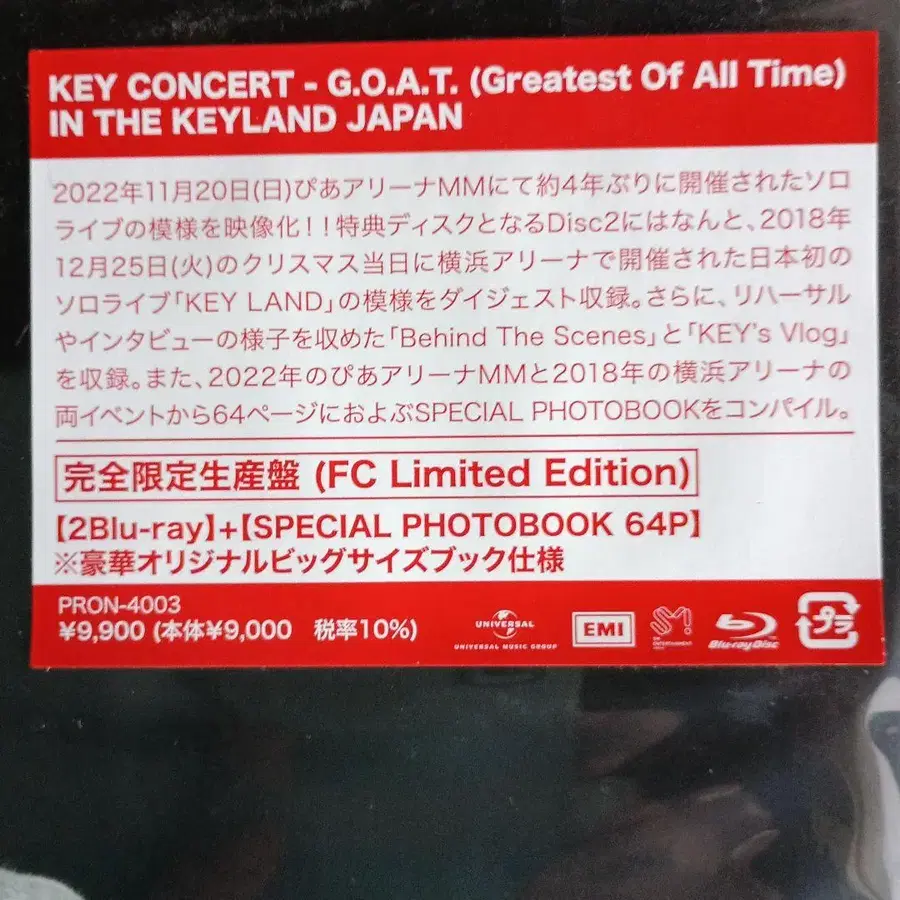 KEY CONCERT - G.O.A.T. (Greatest Of All Time)
IN THE KEYLAND JAPAN
2022年11月20日(日)ぴあアリーナMMにて約4年ぶりに開催されたソロ
ライブの模様を映像化!!特典ディスクとなるDisc2にはなんと、2018年
12月25日(火)のクリスマス当日に横浜アリーナで開催された日本初の
ソロライブ「KEY LAND」の模様をダイジェスト収録。さらに、リハーサル
やインタビューの様子を収めた「Behind The Scenes」と「KEY's Vlog」
を収録。また、2022年のぴあアリーナMMと2018年の横浜アリーナの
両イベントから64ページにおよぶSPECIAL PHOTOBOOKをコンパイル。
完全限定生産盤 (FC Limited Edition)
【2Blu-ray】+【SPECIAL PHOTOBOOK 64P】
※豪華オリジナルビッグサイズブック仕様
PRON-4003
¥9,900 (本体¥9,000 税率10%)
UNIVERSAL
UNIVERSAL MUSIC GROUP
EMI
SM
Blu-ray Disc
プラ